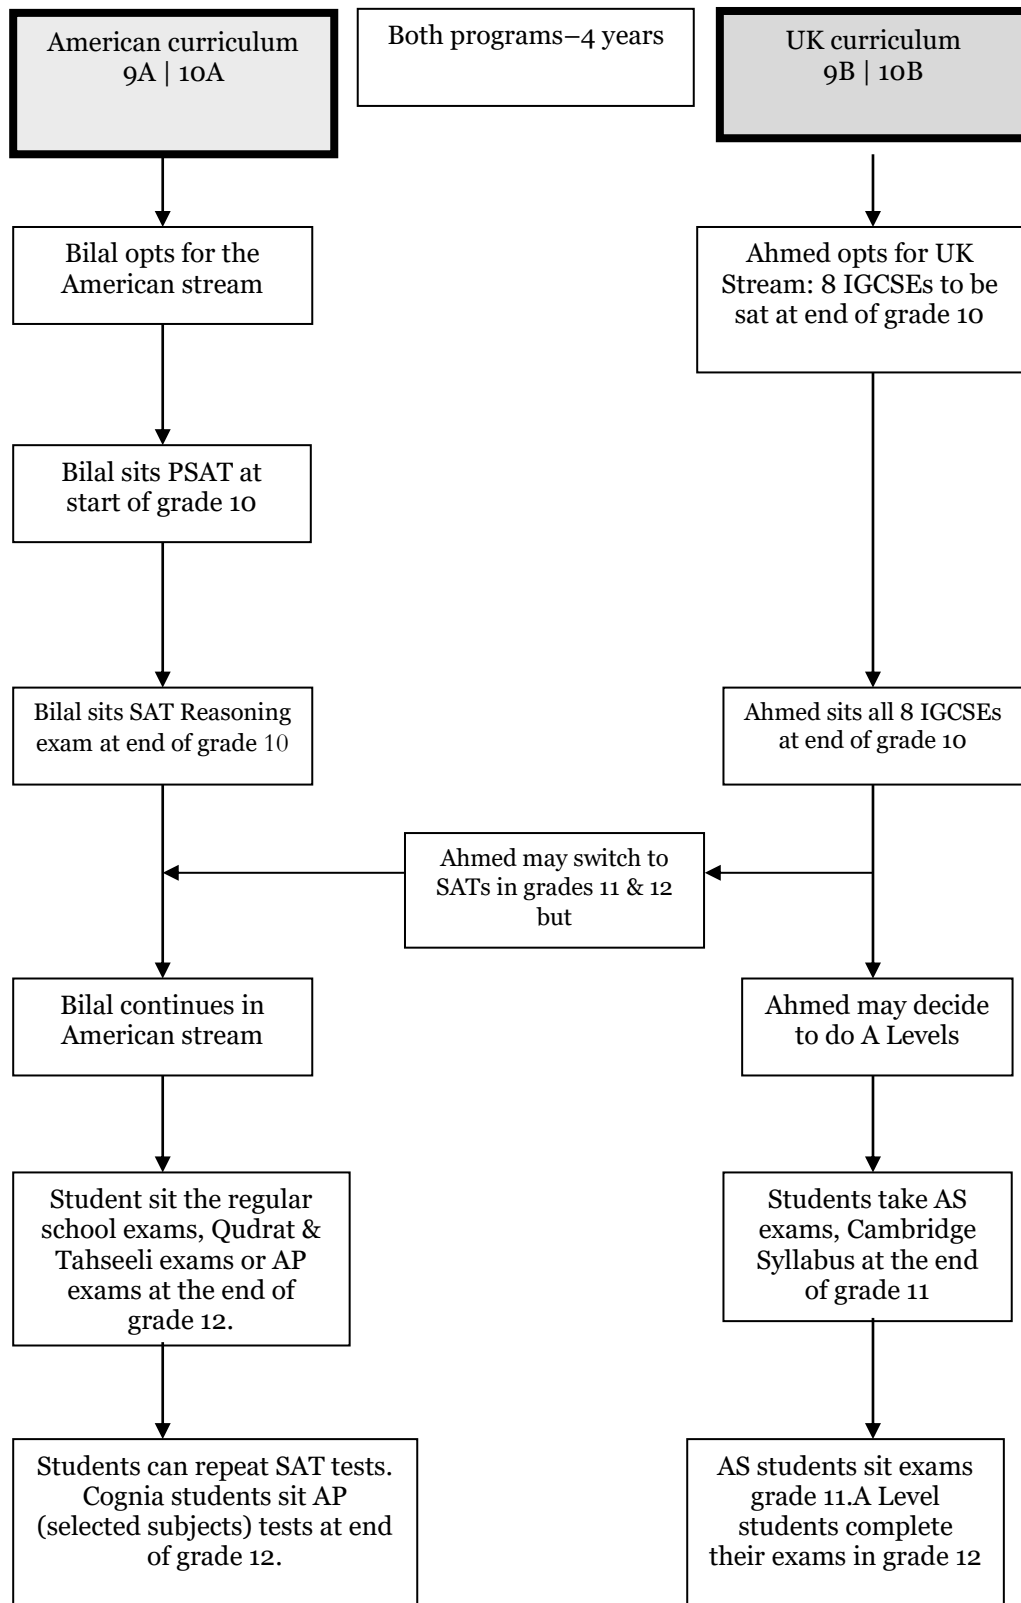 American curriculum
9A | 10A
Both programs–4 years
UK curriculum
9B | 10B
Bilal opts for the
American stream
Ahmed opts for UK
Stream: 8 IGCSEs to be
sat at end of grade 10
Bilal sits PSAT at
start of grade 10
Bilal sits SAT Reasoning
exam at end of grade 10
Ahmed sits all 8 IGCSEs
at end of grade 10
Ahmed may switch to
SATs in grades 11 & 12
but
Bilal continues in
American stream
Ahmed may decide
to do A Levels
Student sit the regular
school exams, Qudrat &
Tahseeli exams or AP
exams at the end of
grade 12.
Students take AS
exams, Cambridge
Syllabus at the end
of grade 11
Students can repeat SAT tests.
Cognia students sit AP
(selected subjects) tests at end
of grade 12.
AS students sit exams
grade 11.A Level
students complete
their exams in grade 12